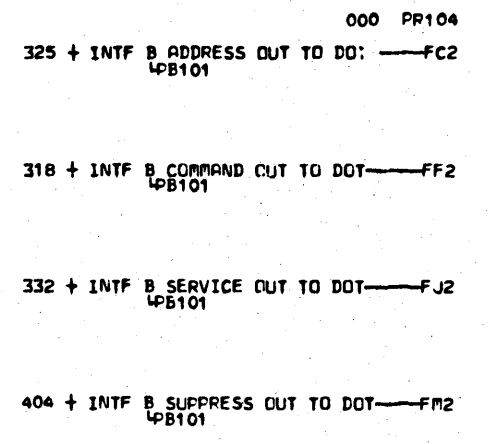 000 PR104
325 + INTF B ADDRESS OUT TO DO: FC2
PB101
318 + INTF B COMMAND OUT TO DOT FF2
PB101
332 + INTF B SERVICE OUT TO DOT FJ2
PB101
404 + INTF B SUPPRESS OUT TO DOT FM2
PB101